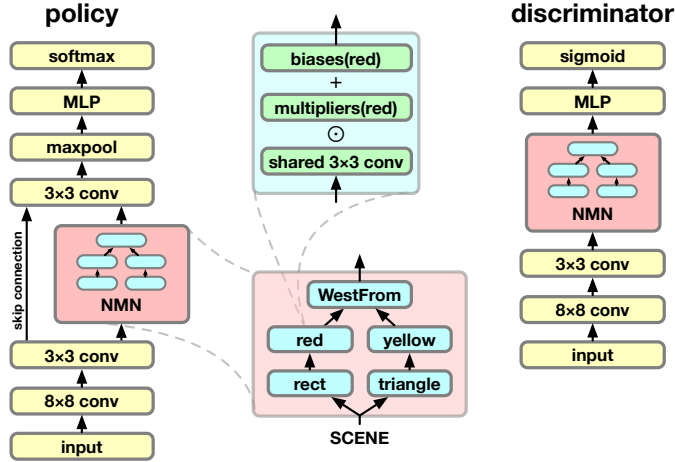 policy
softmax
MLP
maxpool
3×3 conv
skip connection
NMN
3×3 conv
8×8 conv
input
biases(red)
+
multipliers(red)
⊙
shared 3×3 conv
WestFrom
red yellow
rect triangle
SCENE
discriminator
sigmoid
MLP
NMN
3×3 conv
8×8 conv
input